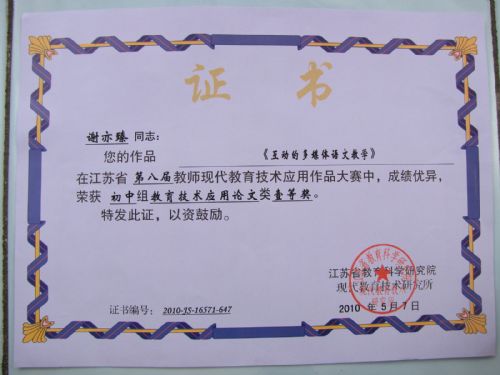 证书
谢亦臻 同志：
您的作品 《互动的多媒体语文教学》
在江苏省 第八届 教师现代教育技术应用作品大赛中，成绩优异，
荣获 初中组教育技术应用论文类壹等奖。
特发此证，以资鼓励。
江苏省教育科学研究院
现代教育技术研究所
2010 年 5 月 7 日
证书编号：2010-JS-16571-647